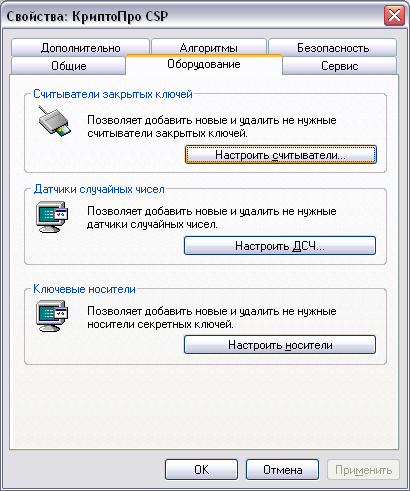 Свойства: КриптоПро CSP
Дополнительно Алгоритмы Безопасность
Общие Оборудование Сервис
Считыватели закрытых ключей
Позволяет добавить новые и удалить не нужные
считыватели закрытых ключей.
Настроить считыватели...
Датчики случайных чисел
Позволяет добавить новые и удалить не нужные
датчики случайных чисел.
Настроить ДСЧ...
Ключевые носители
Позволяет добавить новые и удалить не нужные
носители секретных ключей.
Настроить носители
OK Отмена Применить